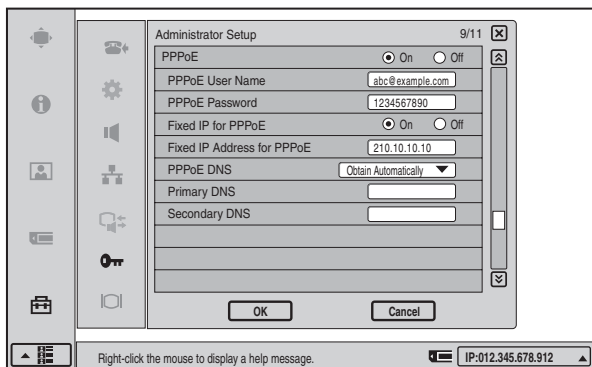 Administrator Setup 9/11
PPPoE On Off
PPPoE User Name abc@example.com
PPPoE Password 1234567890
Fixed IP for PPPoE On Off
Fixed IP Address for PPPoE 210.10.10.10
PPPoE DNS Obtain Automatically
Primary DNS
Secondary DNS
OK Cancel
Right-click the mouse to display a help message. IP:012.345.678.912